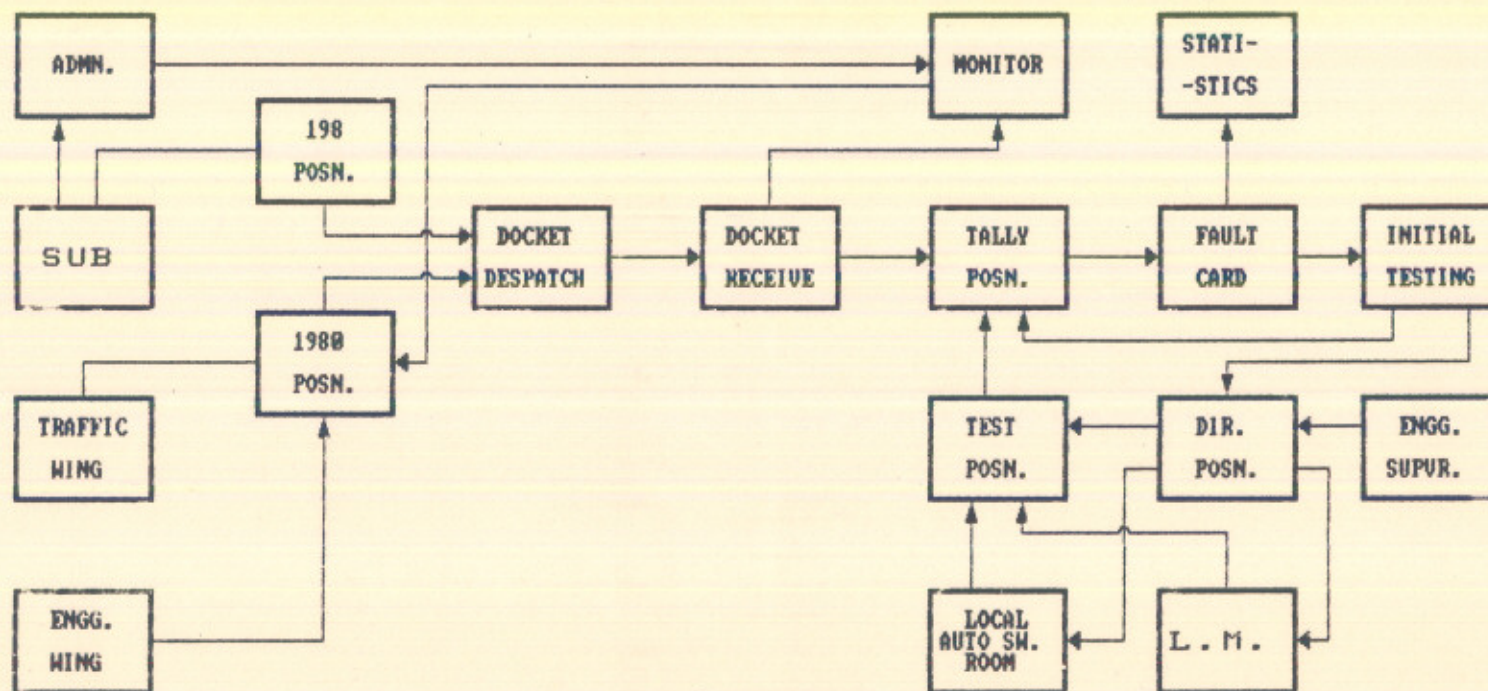 ADMN.
MONITOR
STATI-
-STICS
198
POSN.
SUB
DOCKET
DESPATCH
DOCKET
RECEIVE
TALLY
POSN.
FAULT
CARD
INITIAL
TESTING
1980
POSN.
TRAFFIC
WING
TEST
POSN.
DIR.
POSN.
ENGG.
SUPVR.
ENGG.
WING
LOCAL
AUTO SW.
ROOM
L.M.